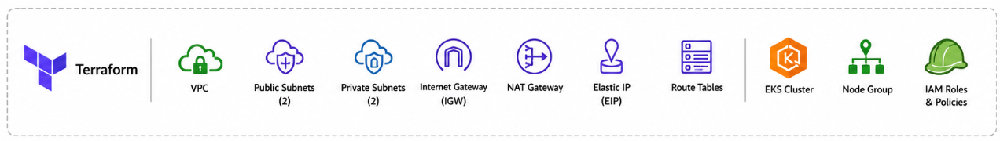 Terraform
VPC
Public Subnets
(2)
Private Subnets
(2)
Internet Gateway
(IGW)
NAT Gateway
Elastic IP
(EIP)
Route Tables
K
EKS Cluster
Node Group
IAM Roles
& Policies